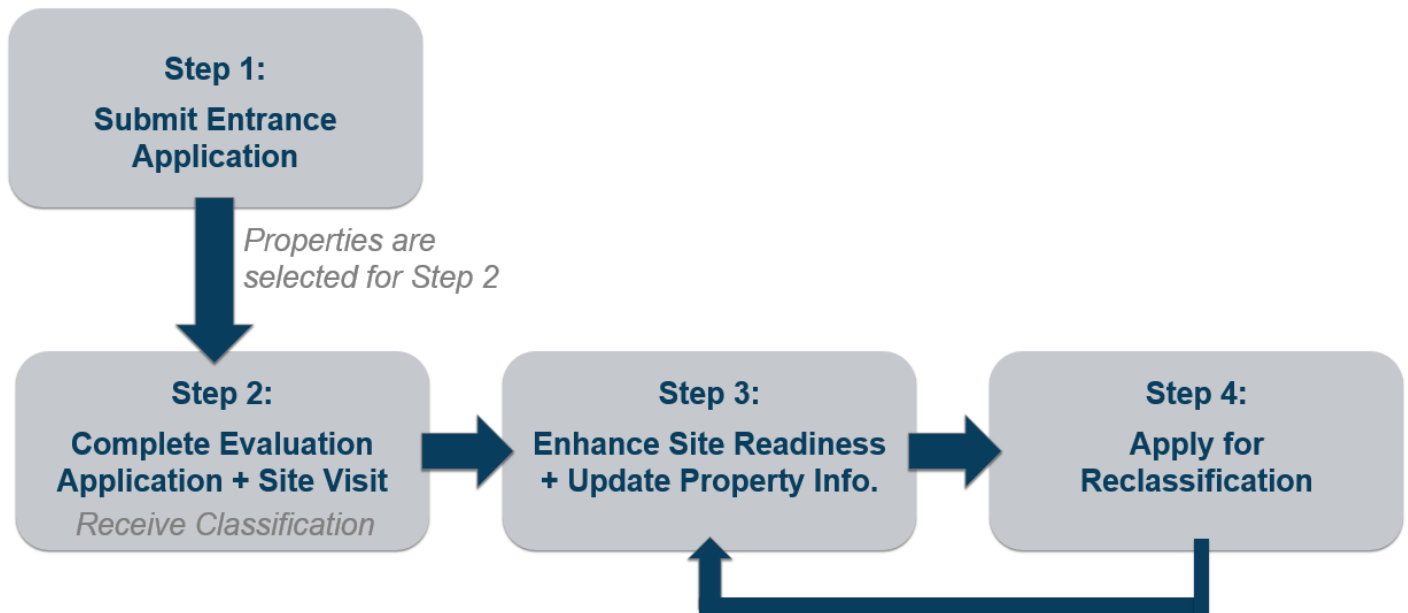 Step 1:
Submit Entrance
Application
Properties are
selected for Step 2
Step 2:
Complete Evaluation
Application + Site Visit
Receive Classification
Step 3:
Enhance Site Readiness
+ Update Property Info.
Step 4:
Apply for
Reclassification